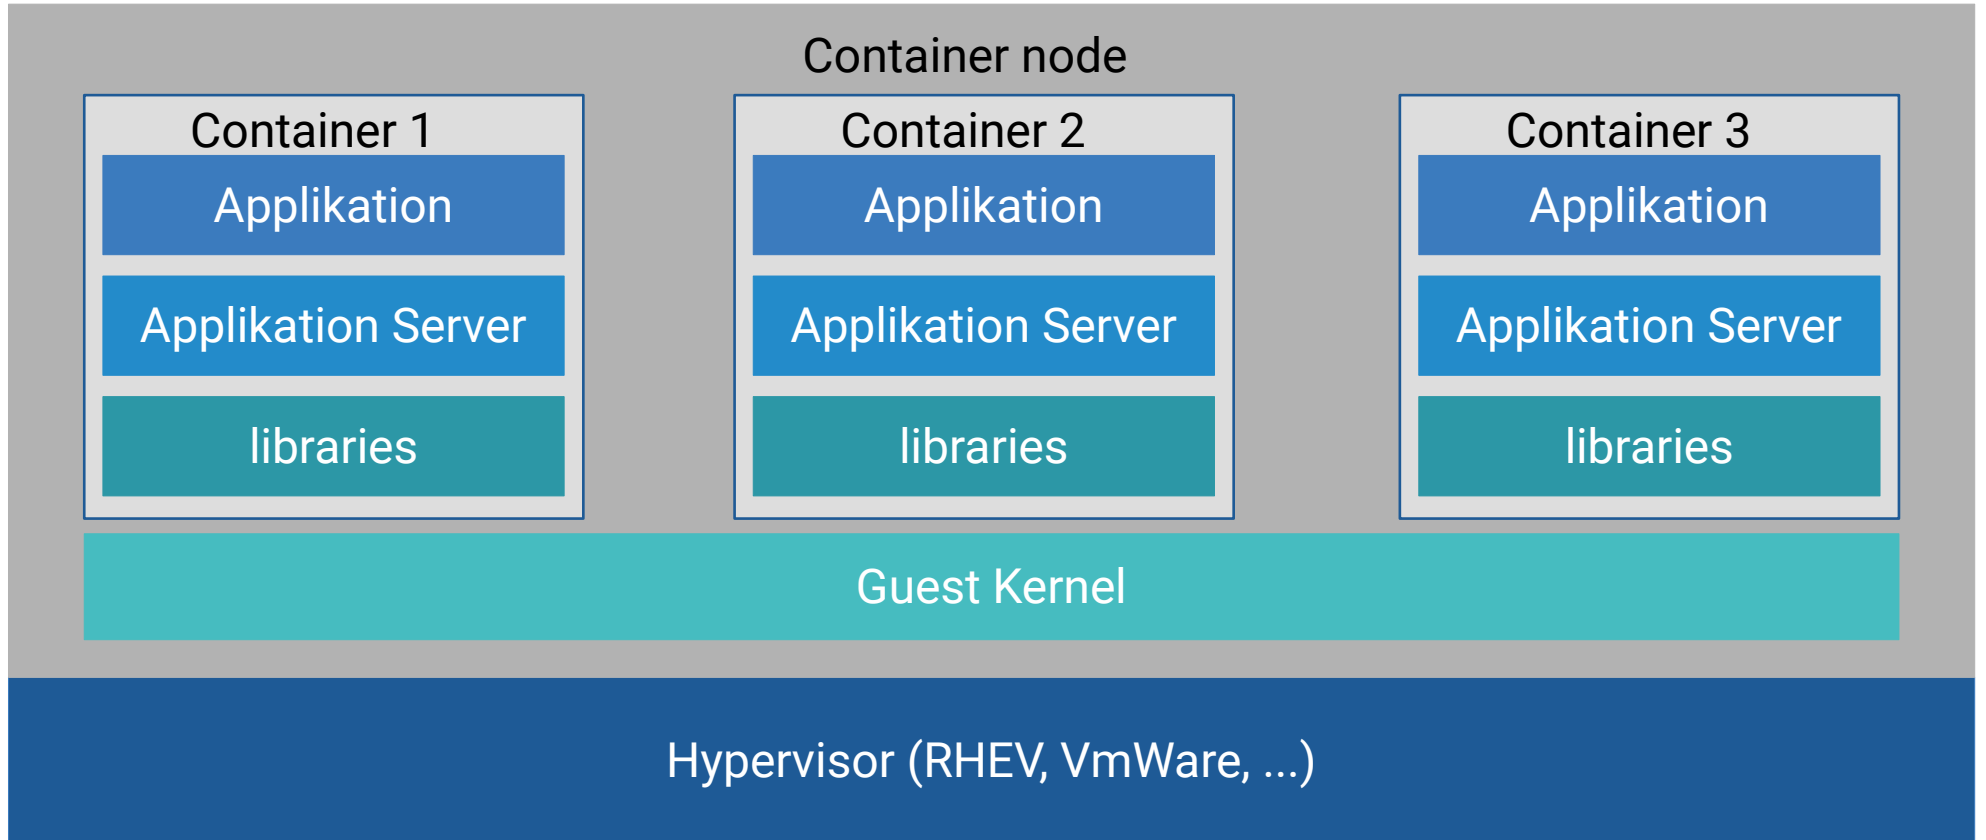 Container node
Container 1
Applikation
Applikation Server
libraries
Container 2
Applikation
Applikation Server
libraries
Container 3
Applikation
Applikation Server
libraries
Guest Kernel
Hypervisor (RHEV, VmWare, ...)